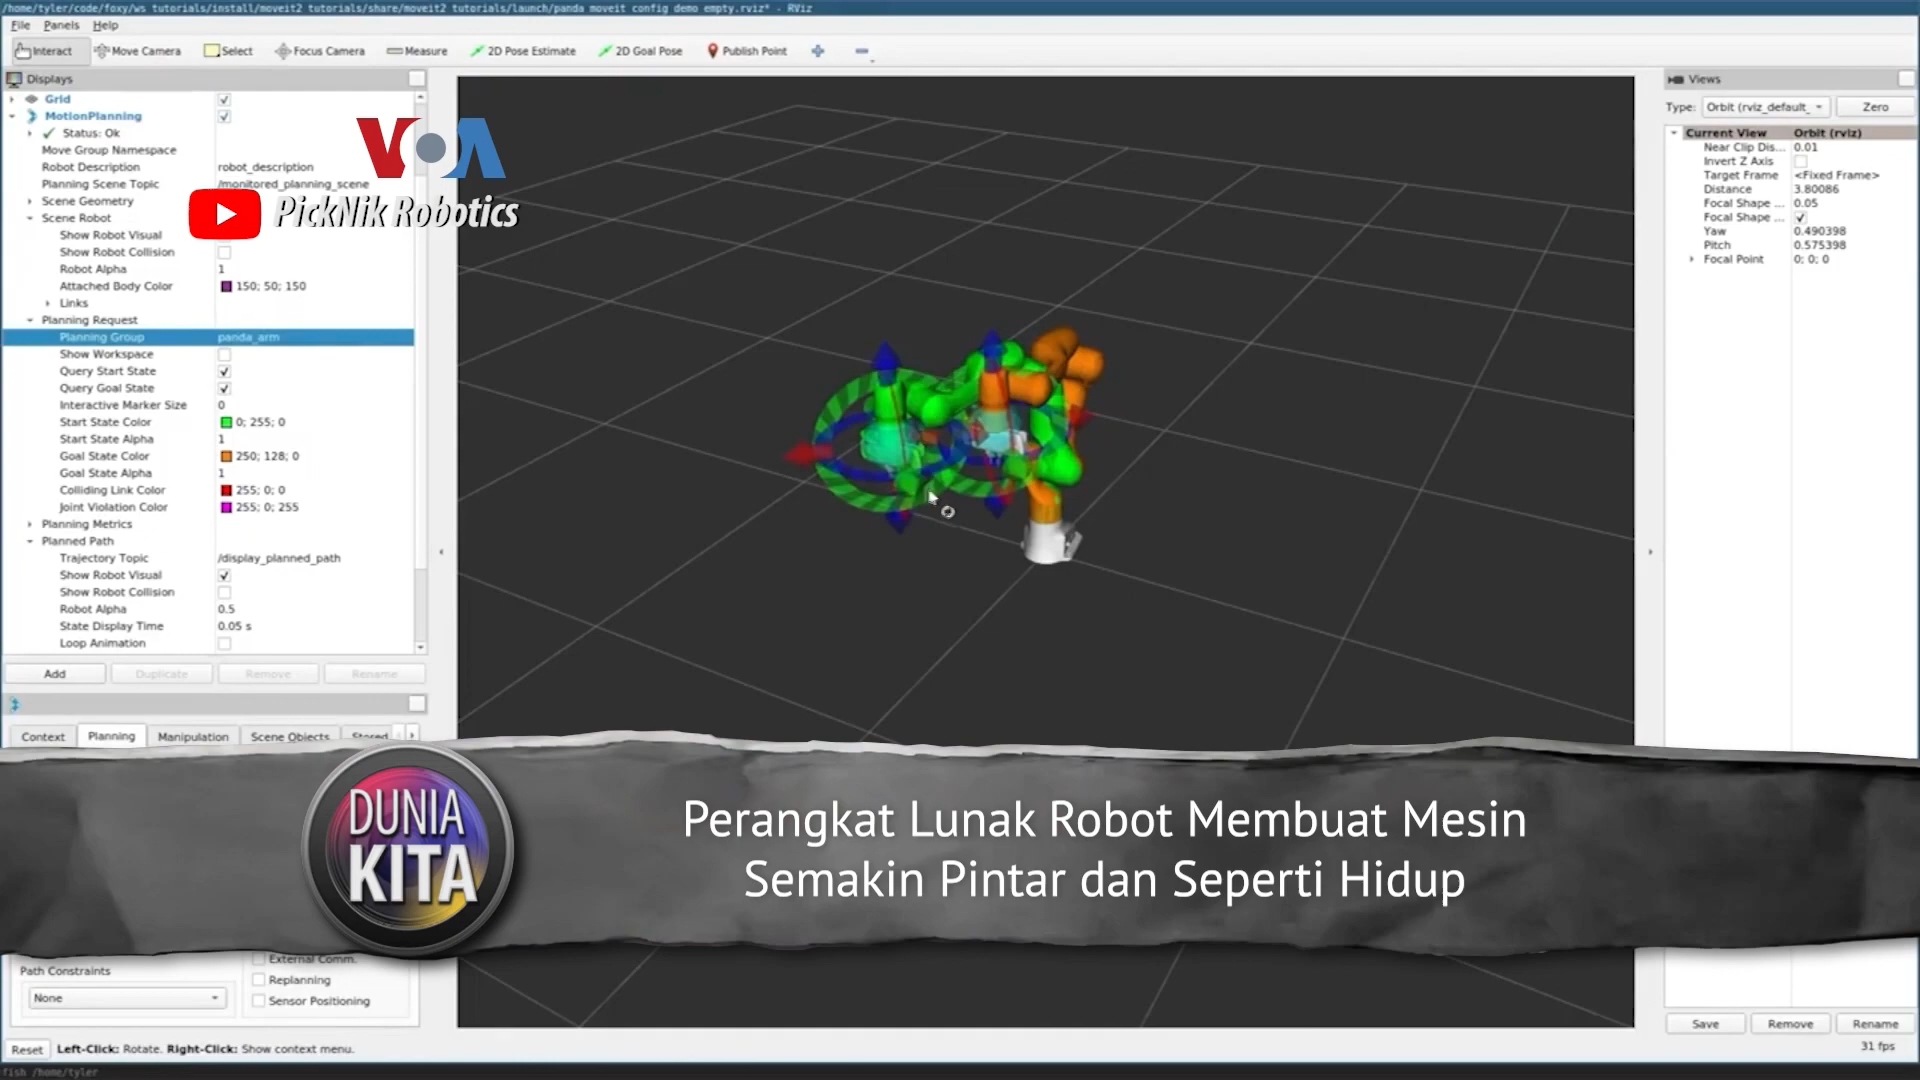 /home/tyler/code/foxy/ws_tutorials/install/moveit2_tutorials/share/moveit2_tutorials/launch/panda_moveit_config_demo_empty.rviz* - RViz
File Panels Help
Interact Move Camera Select Focus Camera Measure 2D Pose Estimate 2D Goal Pose Publish Point
Displays
Grid
MotionPlanning
Status: Ok
Move Group Namespace
Robot Description robot_description
Planning Scene Topic /monitored_planning_scene
Scene Geometry
Scene Robot
Show Robot Visual
Show Robot Collision
Robot Alpha 1
Attached Body Color 150; 50; 150
Links
Planning Request
Planning Group panda_arm
Show Workspace
Query Start State
Query Goal State
Interactive Marker Size 0
Start State Color 0; 255; 0
Start State Alpha 1
Goal State Color 250; 128; 0
Goal State Alpha 1
Colliding Link Color 255; 0; 0
Joint Violation Color 255; 0; 255
Planning Metrics
Planned Path
Trajectory Topic /display_planned_path
Show Robot Visual
Show Robot Collision
Robot Alpha 0.5
State Display Time 0.05 s
Loop Animation
Add Duplicate Remove Rename
Context Planning Manipulation Scene Objects Stored
VOA
PickNik Robotics
Views
Type: Orbit (rviz_default_ Zero
Current View Orbit (rviz)
Near Clip Dis... 0.01
Invert Z Axis
Target Frame <Fixed Frame>
Distance 3.80086
Focal Shape ... 0.05
Focal Shape ...
Yaw 0.490398
Pitch 0.575398
Focal Point 0; 0; 0
DUNIA
KITA
Perangkat Lunak Robot Membuat Mesin
Semakin Pintar dan Seperti Hidup
External Comm.
Path Constraints
Replanning
None
Sensor Positioning
Save Remove Rename
Reset Left-Click: Rotate. Right-Click: Show context menu.
31 fps
fish /home/tyler